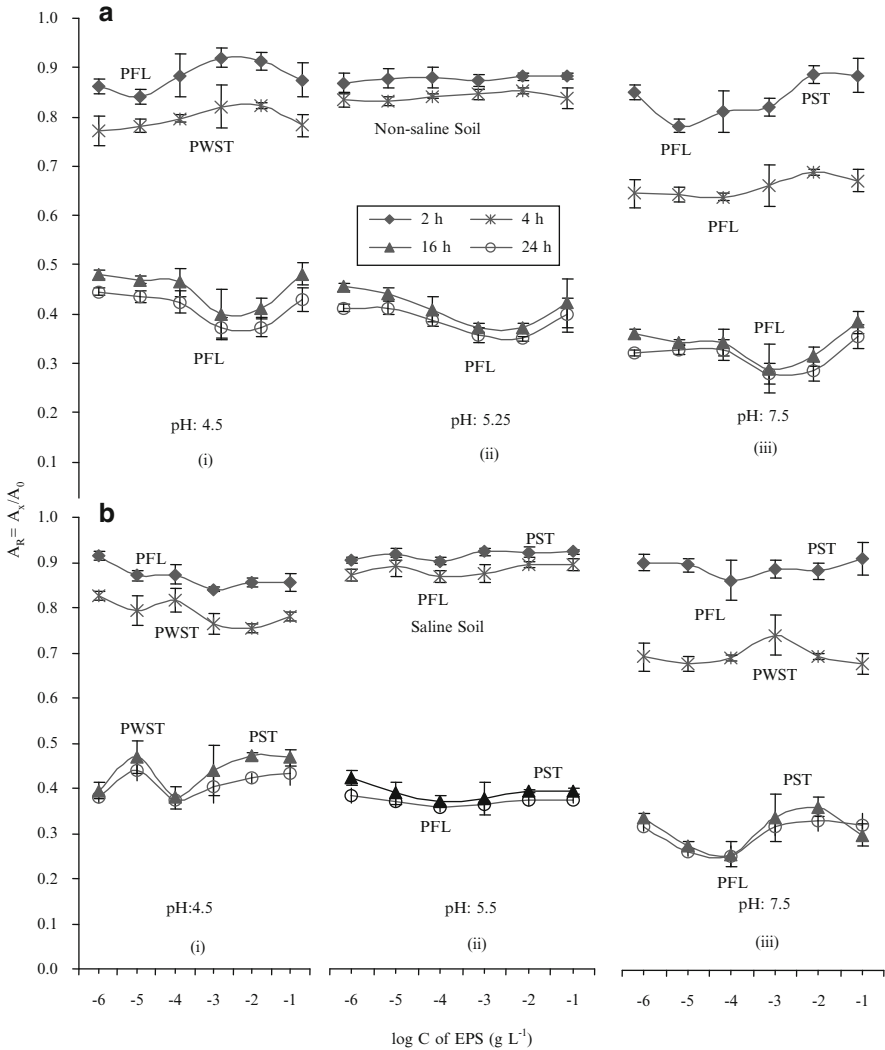 a
1.0
0.9
0.8
0.7
0.6
0.5
0.4
0.3
0.2
0.1
PFL
PWST
PFL
pH: 4.5
(i)
Non-saline Soil
2 h 4 h
16 h 24 h
PFL
pH: 5.25
(ii)
PST
PFL
PFL
PFL
pH: 7.5
(iii)
A_R = A_x/A_0
b
1.0
0.9
0.8
0.7
0.6
0.5
0.4
0.3
0.2
0.1
0.0
PFL
PWST
PWST
PST
pH:4.5
(i)
PST
PFL
Saline Soil
PST
PFL
pH: 5.5
(ii)
PST
PFL
PWST
PST
PFL
pH: 7.5
(iii)
-6 -5 -4 -3 -2 -1
-6 -5 -4 -3 -2 -1
-6 -5 -4 -3 -2 -1
log C of EPS (g L⁻¹)